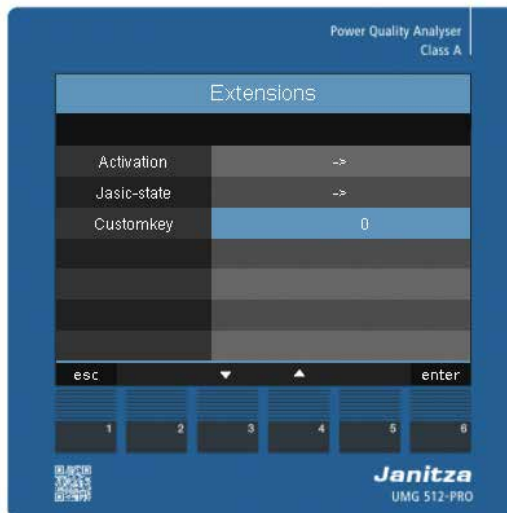 Power Quality Analyser
Class A
Extensions
Activation ->
Jasic-state ->
Customkey 0
esc ▼ ▲ enter
1 2 3 4 5 6
Janitza
UMG 512-PRO